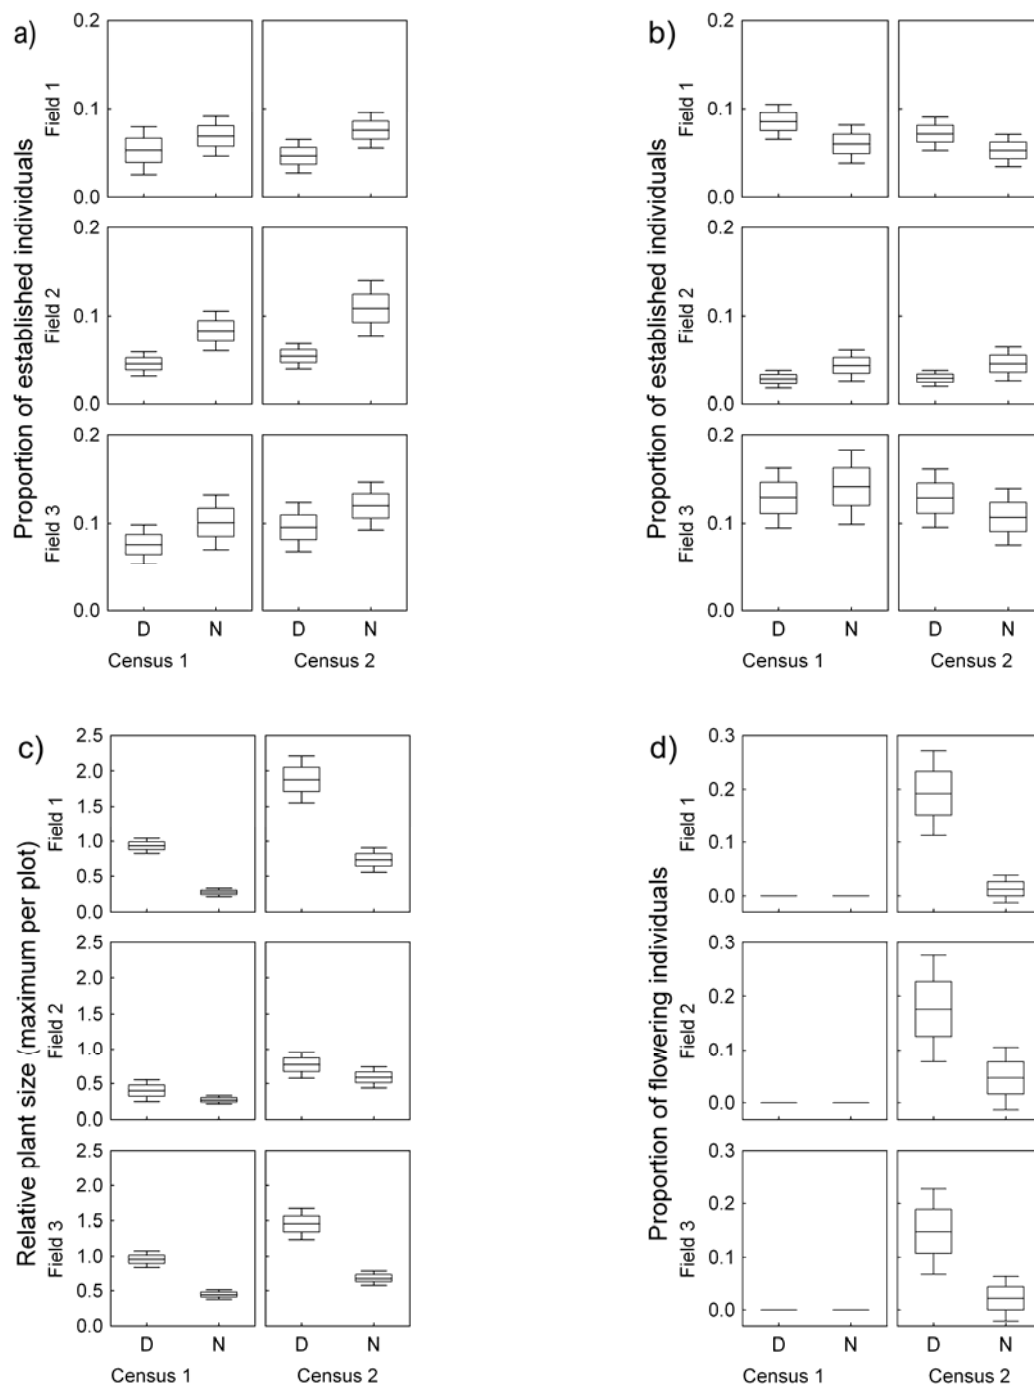 a)
Proportion of established individuals
Field 1
0.2
0.1
0.0
Field 2
0.2
0.1
0.0
Field 3
0.2
0.1
0.0
D N D N
Census 1 Census 2
b)
Proportion of established individuals
Field 1
0.2
0.1
0.0
Field 2
0.2
0.1
0.0
Field 3
0.2
0.1
0.0
D N D N
Census 1 Census 2
c)
Relative plant size (maximum per plot)
Field 1
2.5
2.0
1.5
1.0
0.5
0.0
Field 2
2.5
2.0
1.5
1.0
0.5
0.0
Field 3
2.5
2.0
1.5
1.0
0.5
0.0
D N D N
Census 1 Census 2
d)
Proportion of flowering individuals
Field 1
0.3
0.2
0.1
0.0
Field 2
0.3
0.2
0.1
0.0
Field 3
0.3
0.2
0.1
0.0
D N D N
Census 1 Census 2